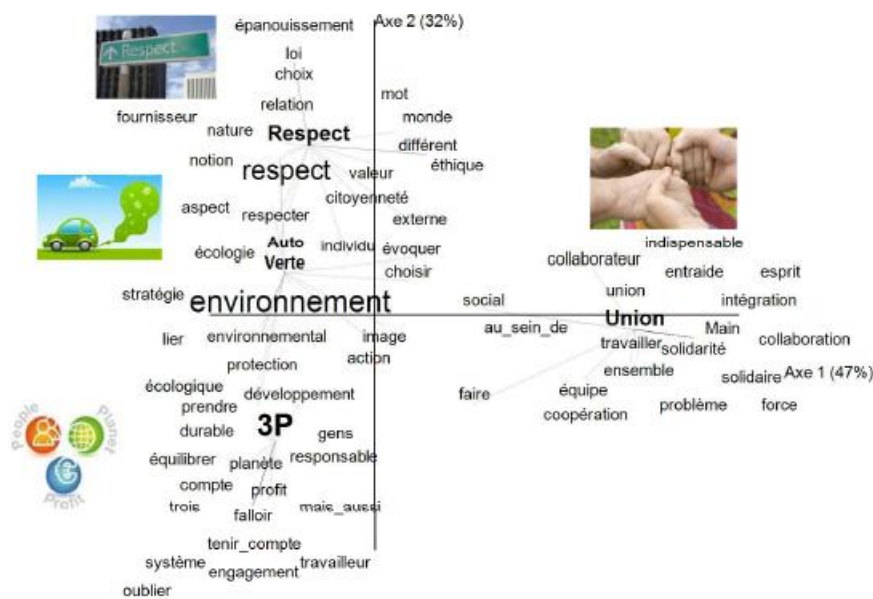 épanouissement
Axe 2 (32%)
loi
choix
Respect
mot
relation
fournisseur
monde
nature
Respect
différent
notion
éthique
respect
valeur
citoyenneté
aspect
respecter
externe
Auto
individu
évoquer
indispensable
écologie
Verte
collaborateur
choisir
entraide
esprit
stratégie
environnement
union
social
intégration
lier
environnemental
image
au_sein_de
Union
Main
collaboration
travailler
solidarité
protection
action
ensemble
solidaire
Axe 1 (47%)
écologique
développement
faire
équipe
prendre
problème
force
coopération
People
Planet
Profit
durable
3P
gens
équilibrer
planète
responsable
compte
profit
trois
falloir
mais_aussi
tenir_compte
système
engagement
travailleur
oublier